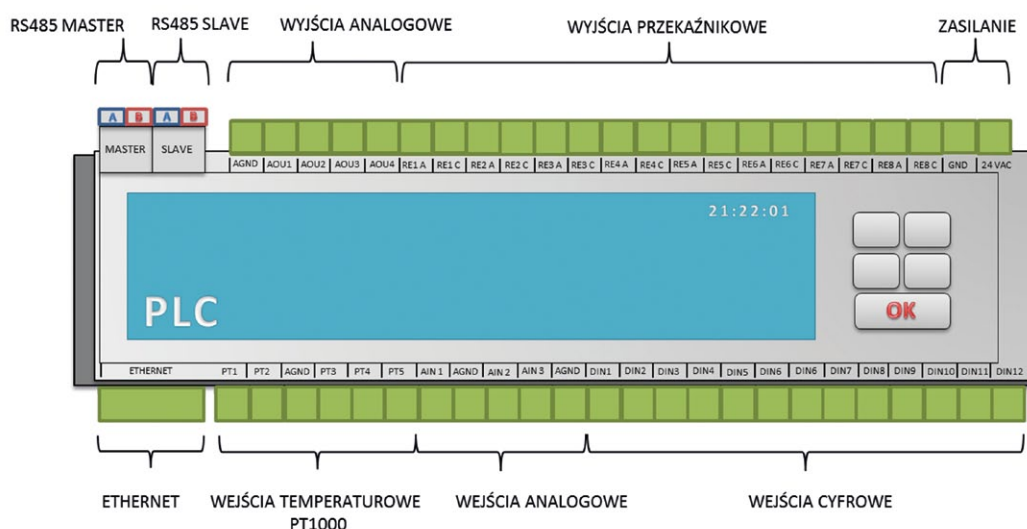 RS485 MASTER RS485 SLAVE WYJŚCIA ANALOGOWE WYJŚCIA PRZEKAŹNIKOWE ZASILANIE
A B A B
MASTER SLAVE
AGND AOU1 AOU2 AOU3 AOU4 RE1 A RE1 C RE2 A RE2 C RE3 A RE3 C RE4 A RE4 C RE5 A RE5 C RE6 A RE6 C RE7 A RE7 C RE8 A RE8 C GND 24 VAC
21:22:01
PLC
OK
ETHERNET PT1 PT2 AGND PT3 PT4 PT5 AIN 1 AGND AIN 2 AIN 3 AGND DIN1 DIN2 DIN3 DIN4 DIN5 DIN6 DIN6 DIN7 DIN8 DIN9 DIN10 DIN11 DIN12
ETHERNET WEJŚCIA TEMPERATUROWE WEJŚCIA ANALOGOWE WEJŚCIA CYFROWE
PT1000